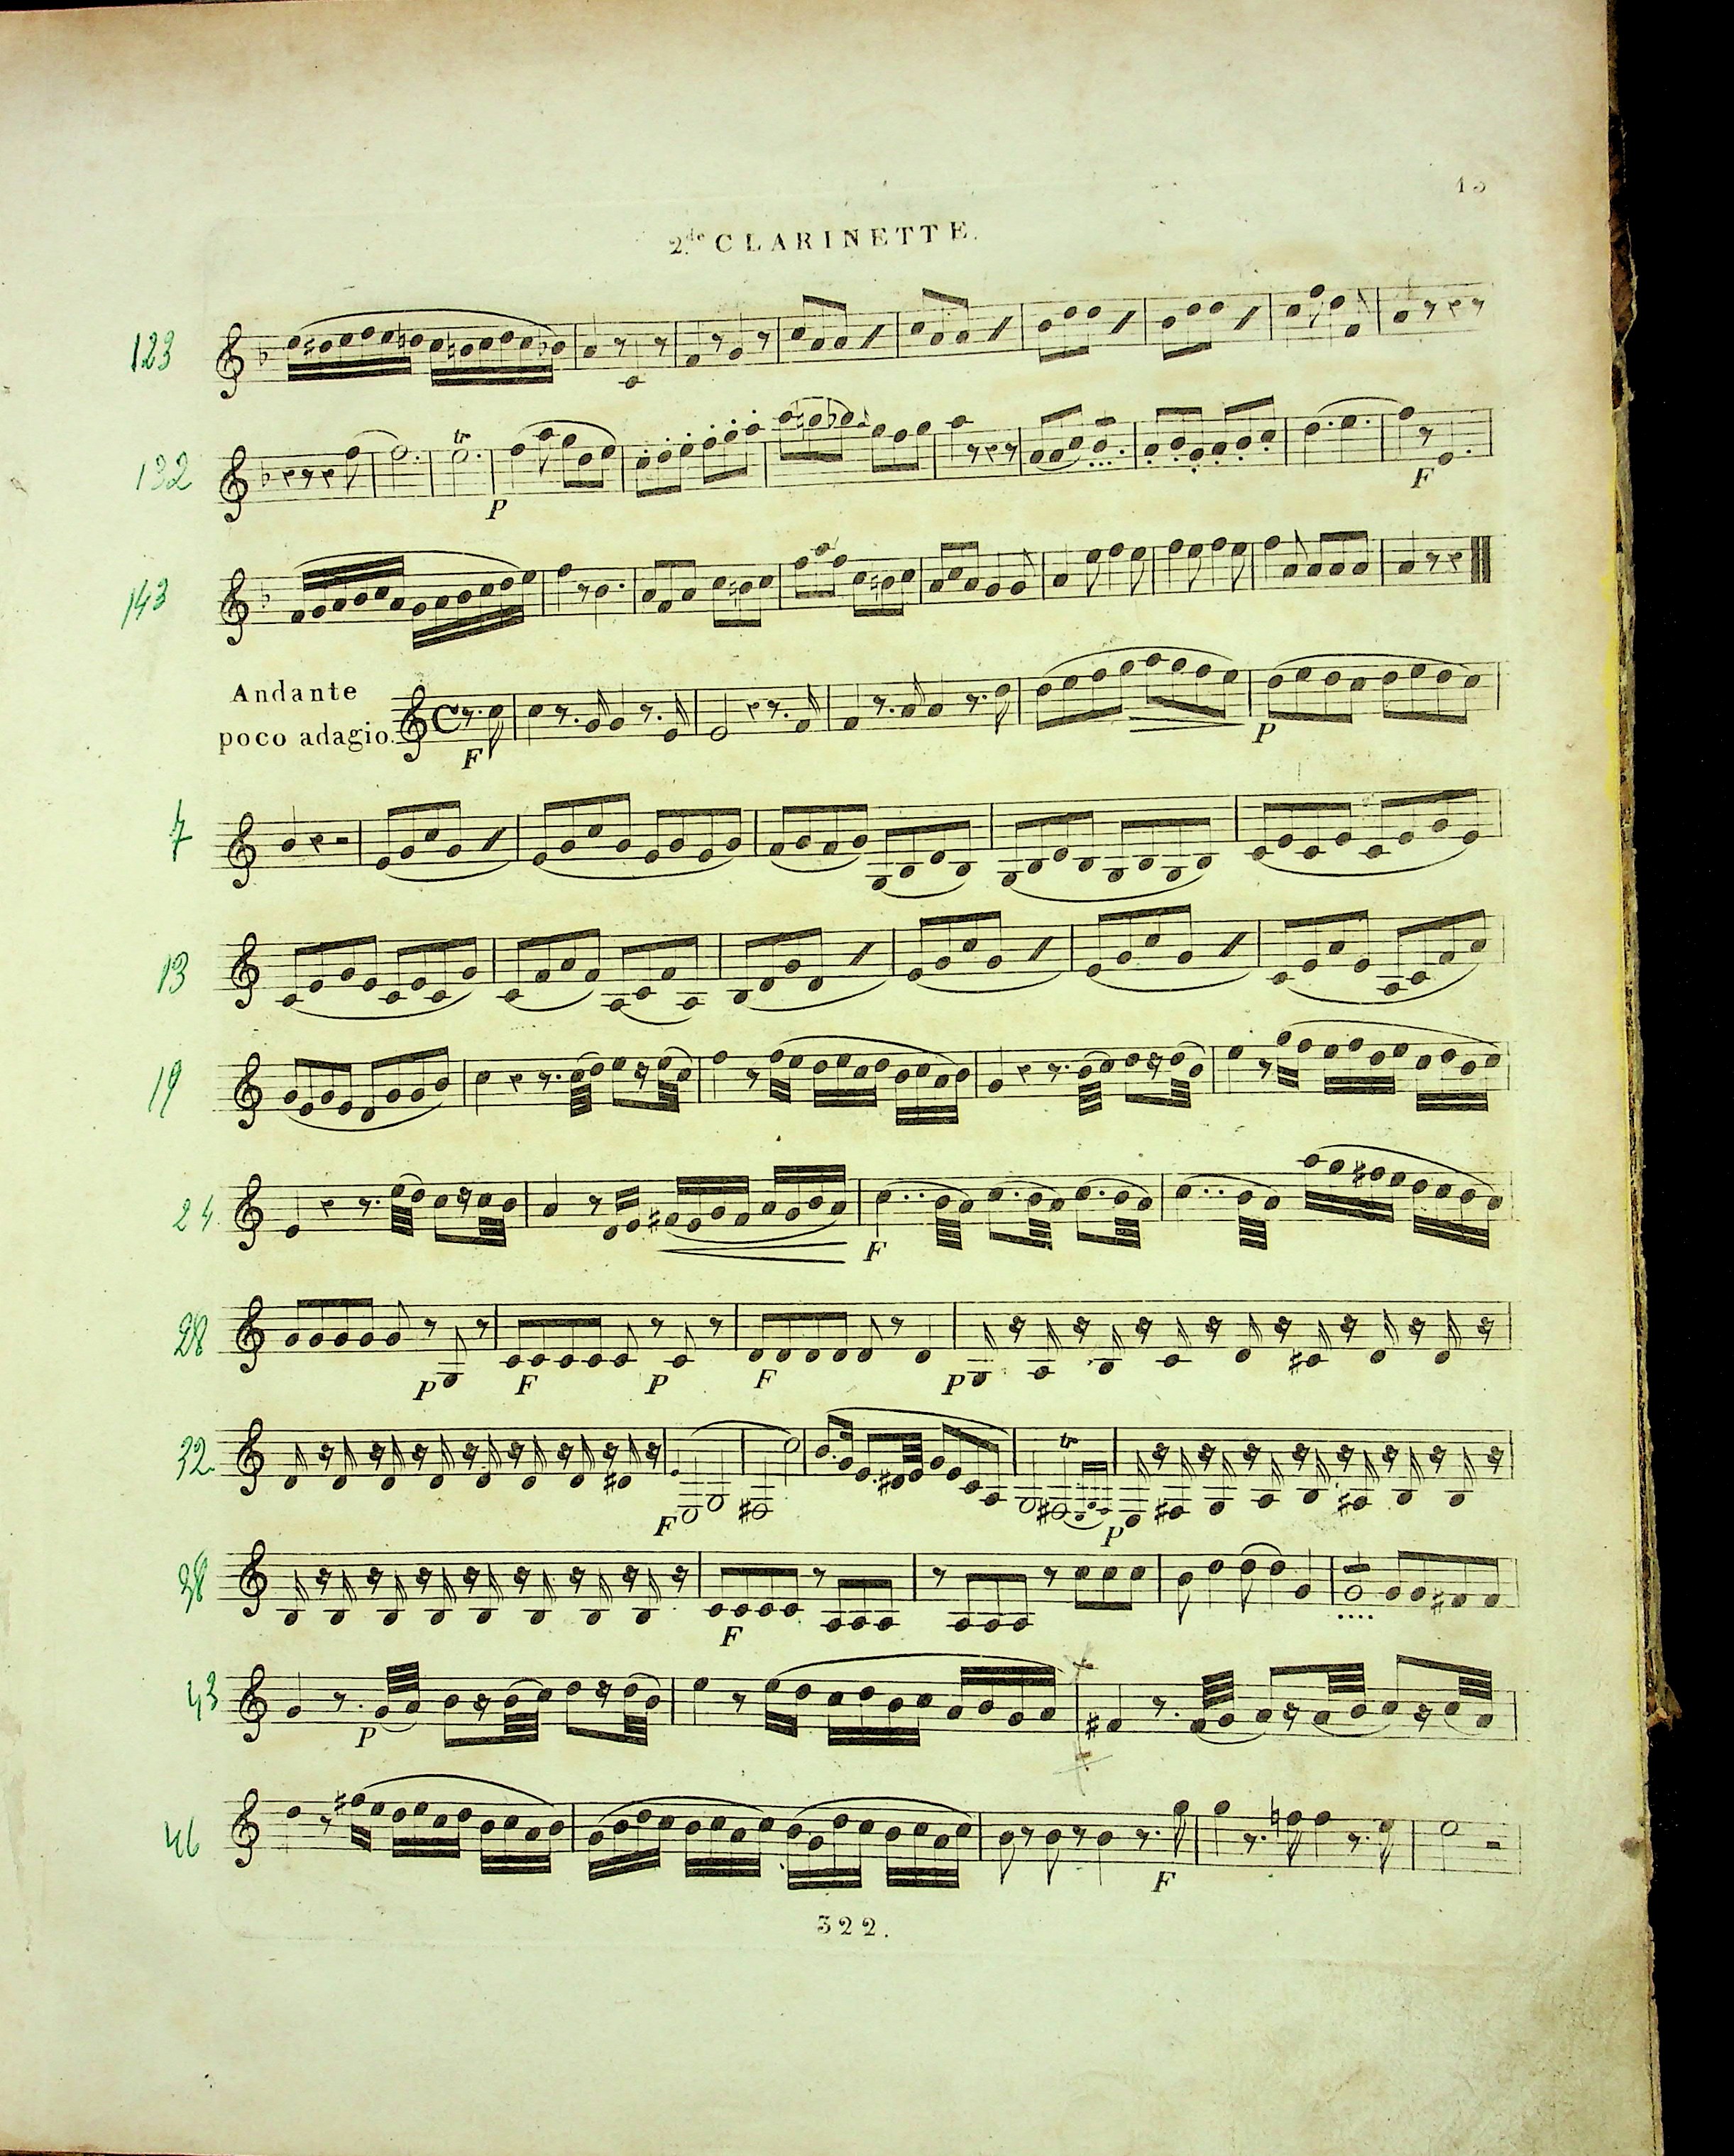 13
2.de CLARINETTE.
123
132
tr
P
F
143
Andante
poco adagio.
F
P
7
13
19
24
F
28
P F P F P
32
tr
F P
38
F
43
P
46
F
322.